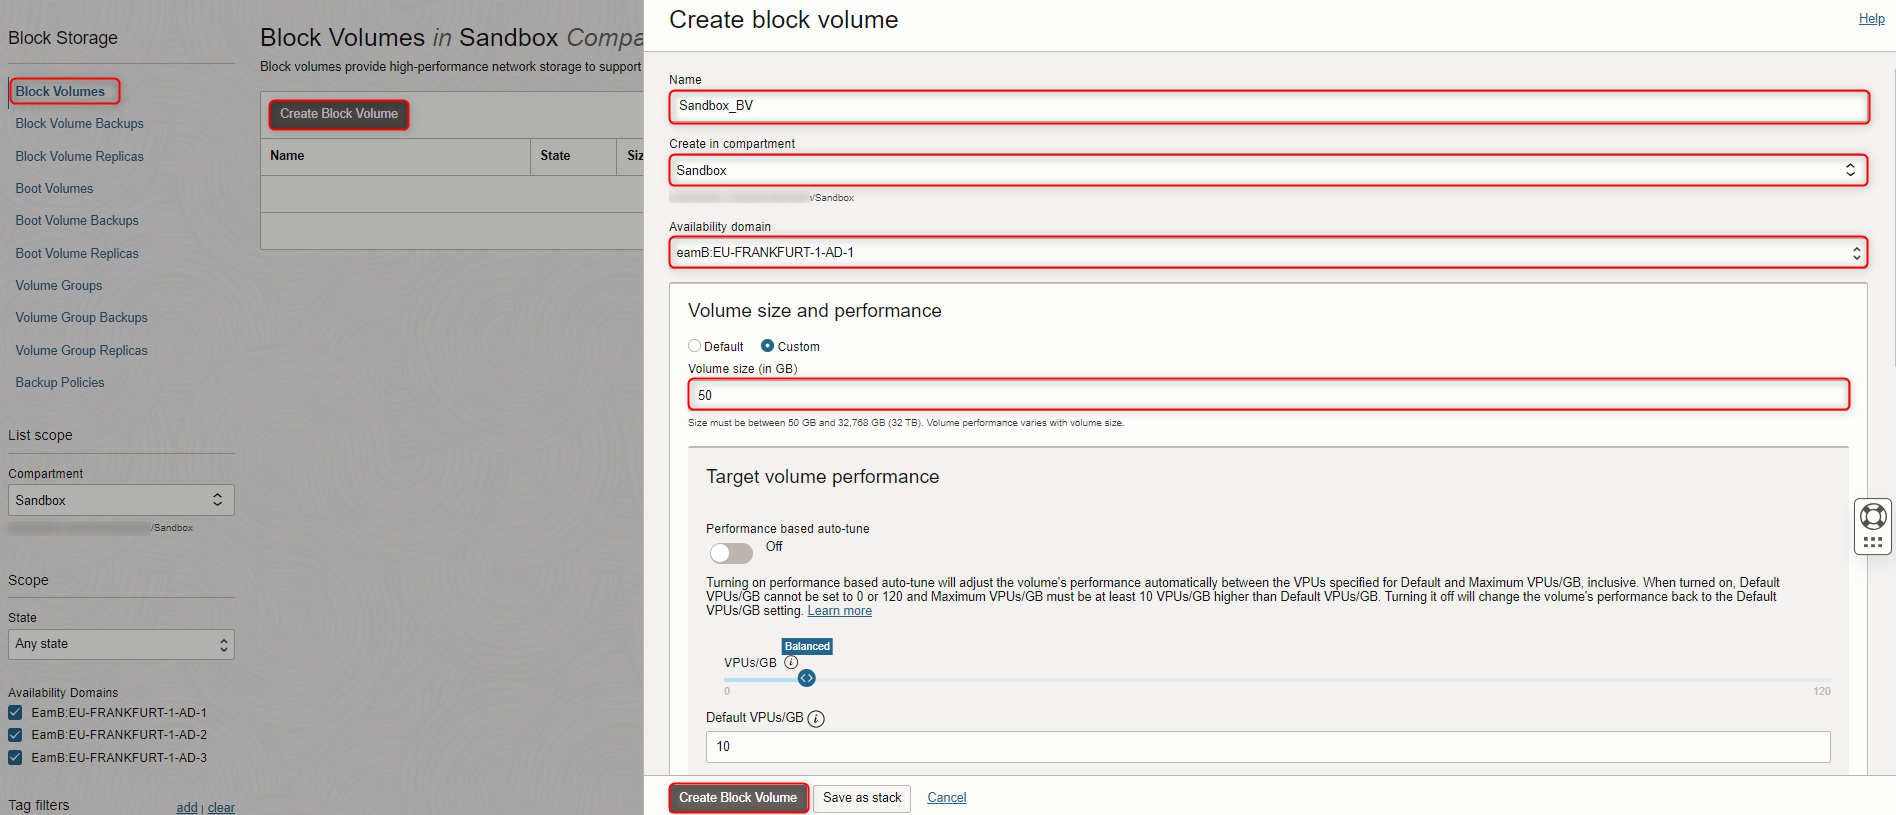 Block Storage
Block Volumes
Block Volume Backups
Block Volume Replicas
Boot Volumes
Boot Volume Backups
Boot Volume Replicas
Volume Groups
Volume Group Backups
Volume Group Replicas
Backup Policies
List scope
Compartment
Sandbox
/Sandbox
Scope
State
Any state
Availability Domains
EamB:EU-FRANKFURT-1-AD-1
EamB:EU-FRANKFURT-1-AD-2
EamB:EU-FRANKFURT-1-AD-3
Tag filters add | clear
Block Volumes in Sandbox Compa
Block volumes provide high-performance network storage to support
Create Block Volume
Name State Siz
Create block volume
Help
Name
Sandbox_BV
Create in compartment
Sandbox
/Sandbox
Availability domain
eamB:EU-FRANKFURT-1-AD-1
Volume size and performance
Default Custom
Volume size (in GB)
50
Size must be between 50 GB and 32,768 GB (32 TB). Volume performance varies with volume size.
Target volume performance
Performance based auto-tune
Off
Turning on performance based auto-tune will adjust the volume's performance automatically between the VPUs specified for Default and Maximum VPUs/GB, inclusive. When turned on, Default
VPUs/GB cannot be set to 0 or 120 and Maximum VPUs/GB must be at least 10 VPUs/GB higher than Default VPUs/GB. Turning it off will change the volume's performance back to the Default
VPUs/GB setting. Learn more
Balanced
VPUs/GB i
0 120
Default VPUs/GB i
10
Create Block Volume Save as stack Cancel